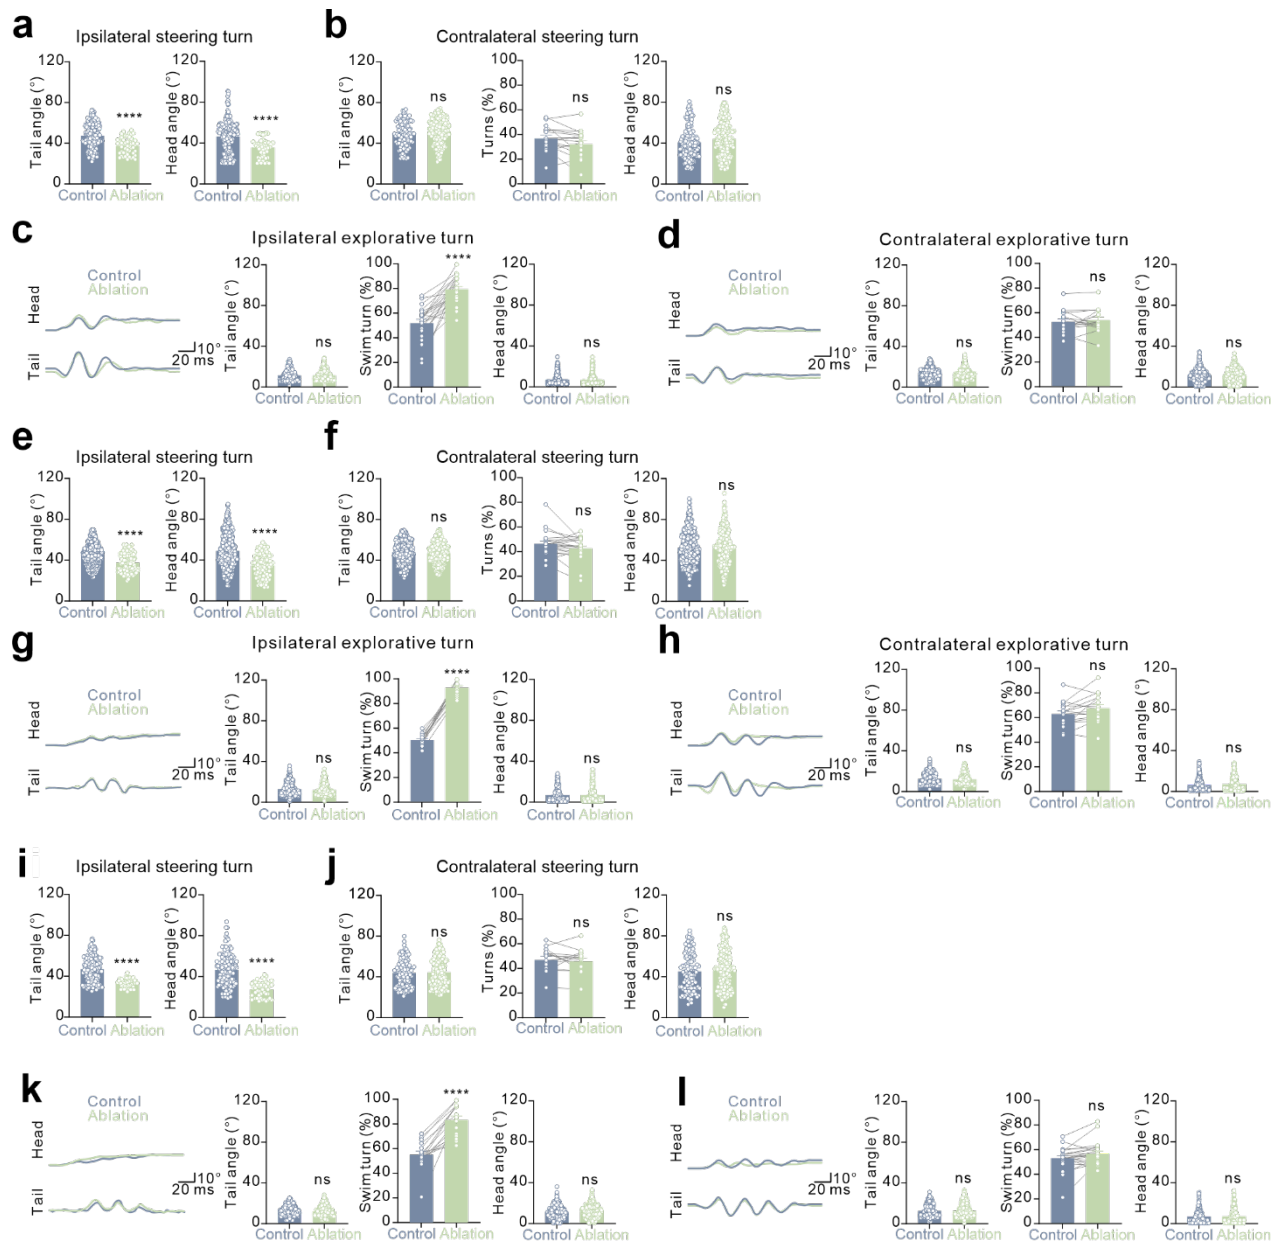 a
Ipsilateral steering turn
Tail angle (°)
120
80
40
0
****
Control Ablation
Head angle (°)
120
80
40
0
****
Control Ablation
b
Contralateral steering turn
Tail angle (°)
120
80
40
0
ns
Control Ablation
Turns (%)
100
80
60
40
20
0
ns
Control Ablation
Head angle (°)
120
80
40
0
ns
Control Ablation
c
Ipsilateral explorative turn
Control
Ablation
Head
Tail
10°
20 ms
Tail angle (°)
120
80
40
0
ns
Control Ablation
Swim turn (%)
100
80
60
40
20
0
****
Control Ablation
Head angle (°)
120
80
40
0
ns
Control Ablation
d
Contralateral explorative turn
Control
Ablation
Head
Tail
10°
20 ms
Tail angle (°)
120
80
40
0
ns
Control Ablation
Swim turn (%)
100
80
60
40
20
0
ns
Control Ablation
Head angle (°)
120
80
40
0
ns
Control Ablation
e
Ipsilateral steering turn
Tail angle (°)
120
80
40
0
****
Control Ablation
Head angle (°)
120
80
40
0
****
Control Ablation
f
Contralateral steering turn
Tail angle (°)
120
80
40
0
ns
Control Ablation
Turns (%)
100
80
60
40
20
0
ns
Control Ablation
Head angle (°)
120
80
40
0
ns
Control Ablation
g
Ipsilateral explorative turn
Control
Ablation
Head
Tail
10°
20 ms
Tail angle (°)
120
80
40
0
ns
Control Ablation
Swim turn (%)
100
80
60
40
20
0
****
Control Ablation
Head angle (°)
120
80
40
0
ns
Control Ablation
h
Contralateral explorative turn
Control
Ablation
Head
Tail
10°
20 ms
Tail angle (°)
120
80
40
0
ns
Control Ablation
Swim turn (%)
100
80
60
40
20
0
ns
Control Ablation
Head angle (°)
120
80
40
0
ns
Control Ablation
i
Ipsilateral steering turn
Tail angle (°)
120
80
40
0
****
Control Ablation
Head angle (°)
120
80
40
0
****
Control Ablation
j
Contralateral steering turn
Tail angle (°)
120
80
40
0
ns
Control Ablation
Turns (%)
100
80
60
40
20
0
ns
Control Ablation
Head angle (°)
120
80
40
0
ns
Control Ablation
k
Control
Ablation
Head
Tail
10°
20 ms
Tail angle (°)
120
80
40
0
ns
Control Ablation
Swim turn (%)
100
80
60
40
20
0
****
Control Ablation
Head angle (°)
120
80
40
0
ns
Control Ablation
l
Control
Ablation
Head
Tail
10°
20 ms
Tail angle (°)
120
80
40
0
ns
Control Ablation
Swim turn (%)
100
80
60
40
20
0
ns
Control Ablation
Head angle (°)
120
80
40
0
ns
Control Ablation